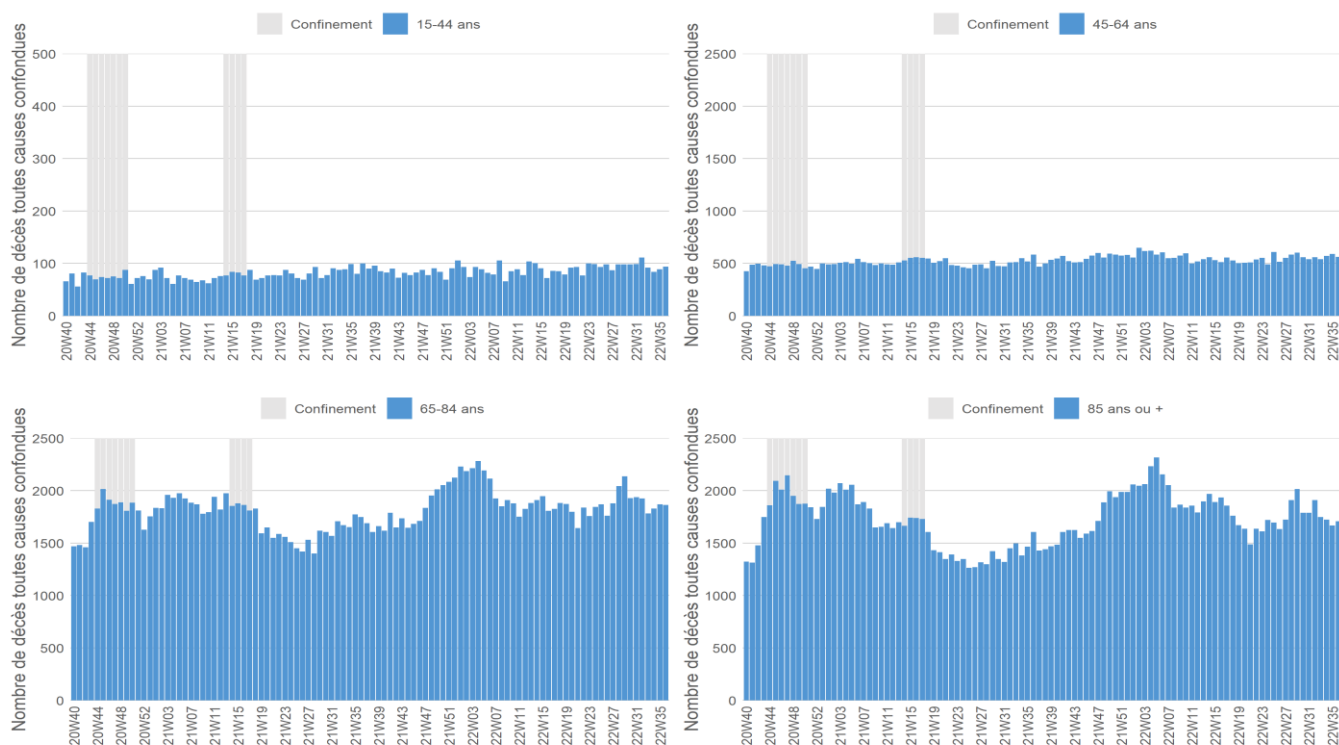 Confinement 15-44 ans
Nombre de décès toutes causes confondues
500
400
300
200
100
0
20W40 20W44 20W48 20W52 21W03 21W07 21W11 21W15 21W19 21W23 21W27 21W31 21W35 21W39 21W43 21W47 21W51 22W03 22W07 22W11 22W15 22W19 22W23 22W27 22W31 22W35
Confinement 45-64 ans
Nombre de décès toutes causes confondues
2500
2000
1500
1000
500
0
20W40 20W44 20W48 20W52 21W03 21W07 21W11 21W15 21W19 21W23 21W27 21W31 21W35 21W39 21W43 21W47 21W51 22W03 22W07 22W11 22W15 22W19 22W23 22W27 22W31 22W35
Confinement 65-84 ans
Nombre de décès toutes causes confondues
2500
2000
1500
1000
500
0
20W40 20W44 20W48 20W52 21W03 21W07 21W11 21W15 21W19 21W23 21W27 21W31 21W35 21W39 21W43 21W47 21W51 22W03 22W07 22W11 22W15 22W19 22W23 22W27 22W31 22W35
Confinement 85 ans ou +
Nombre de décès toutes causes confondues
2500
2000
1500
1000
500
0
20W40 20W44 20W48 20W52 21W03 21W07 21W11 21W15 21W19 21W23 21W27 21W31 21W35 21W39 21W43 21W47 21W51 22W03 22W07 22W11 22W15 22W19 22W23 22W27 22W31 22W35